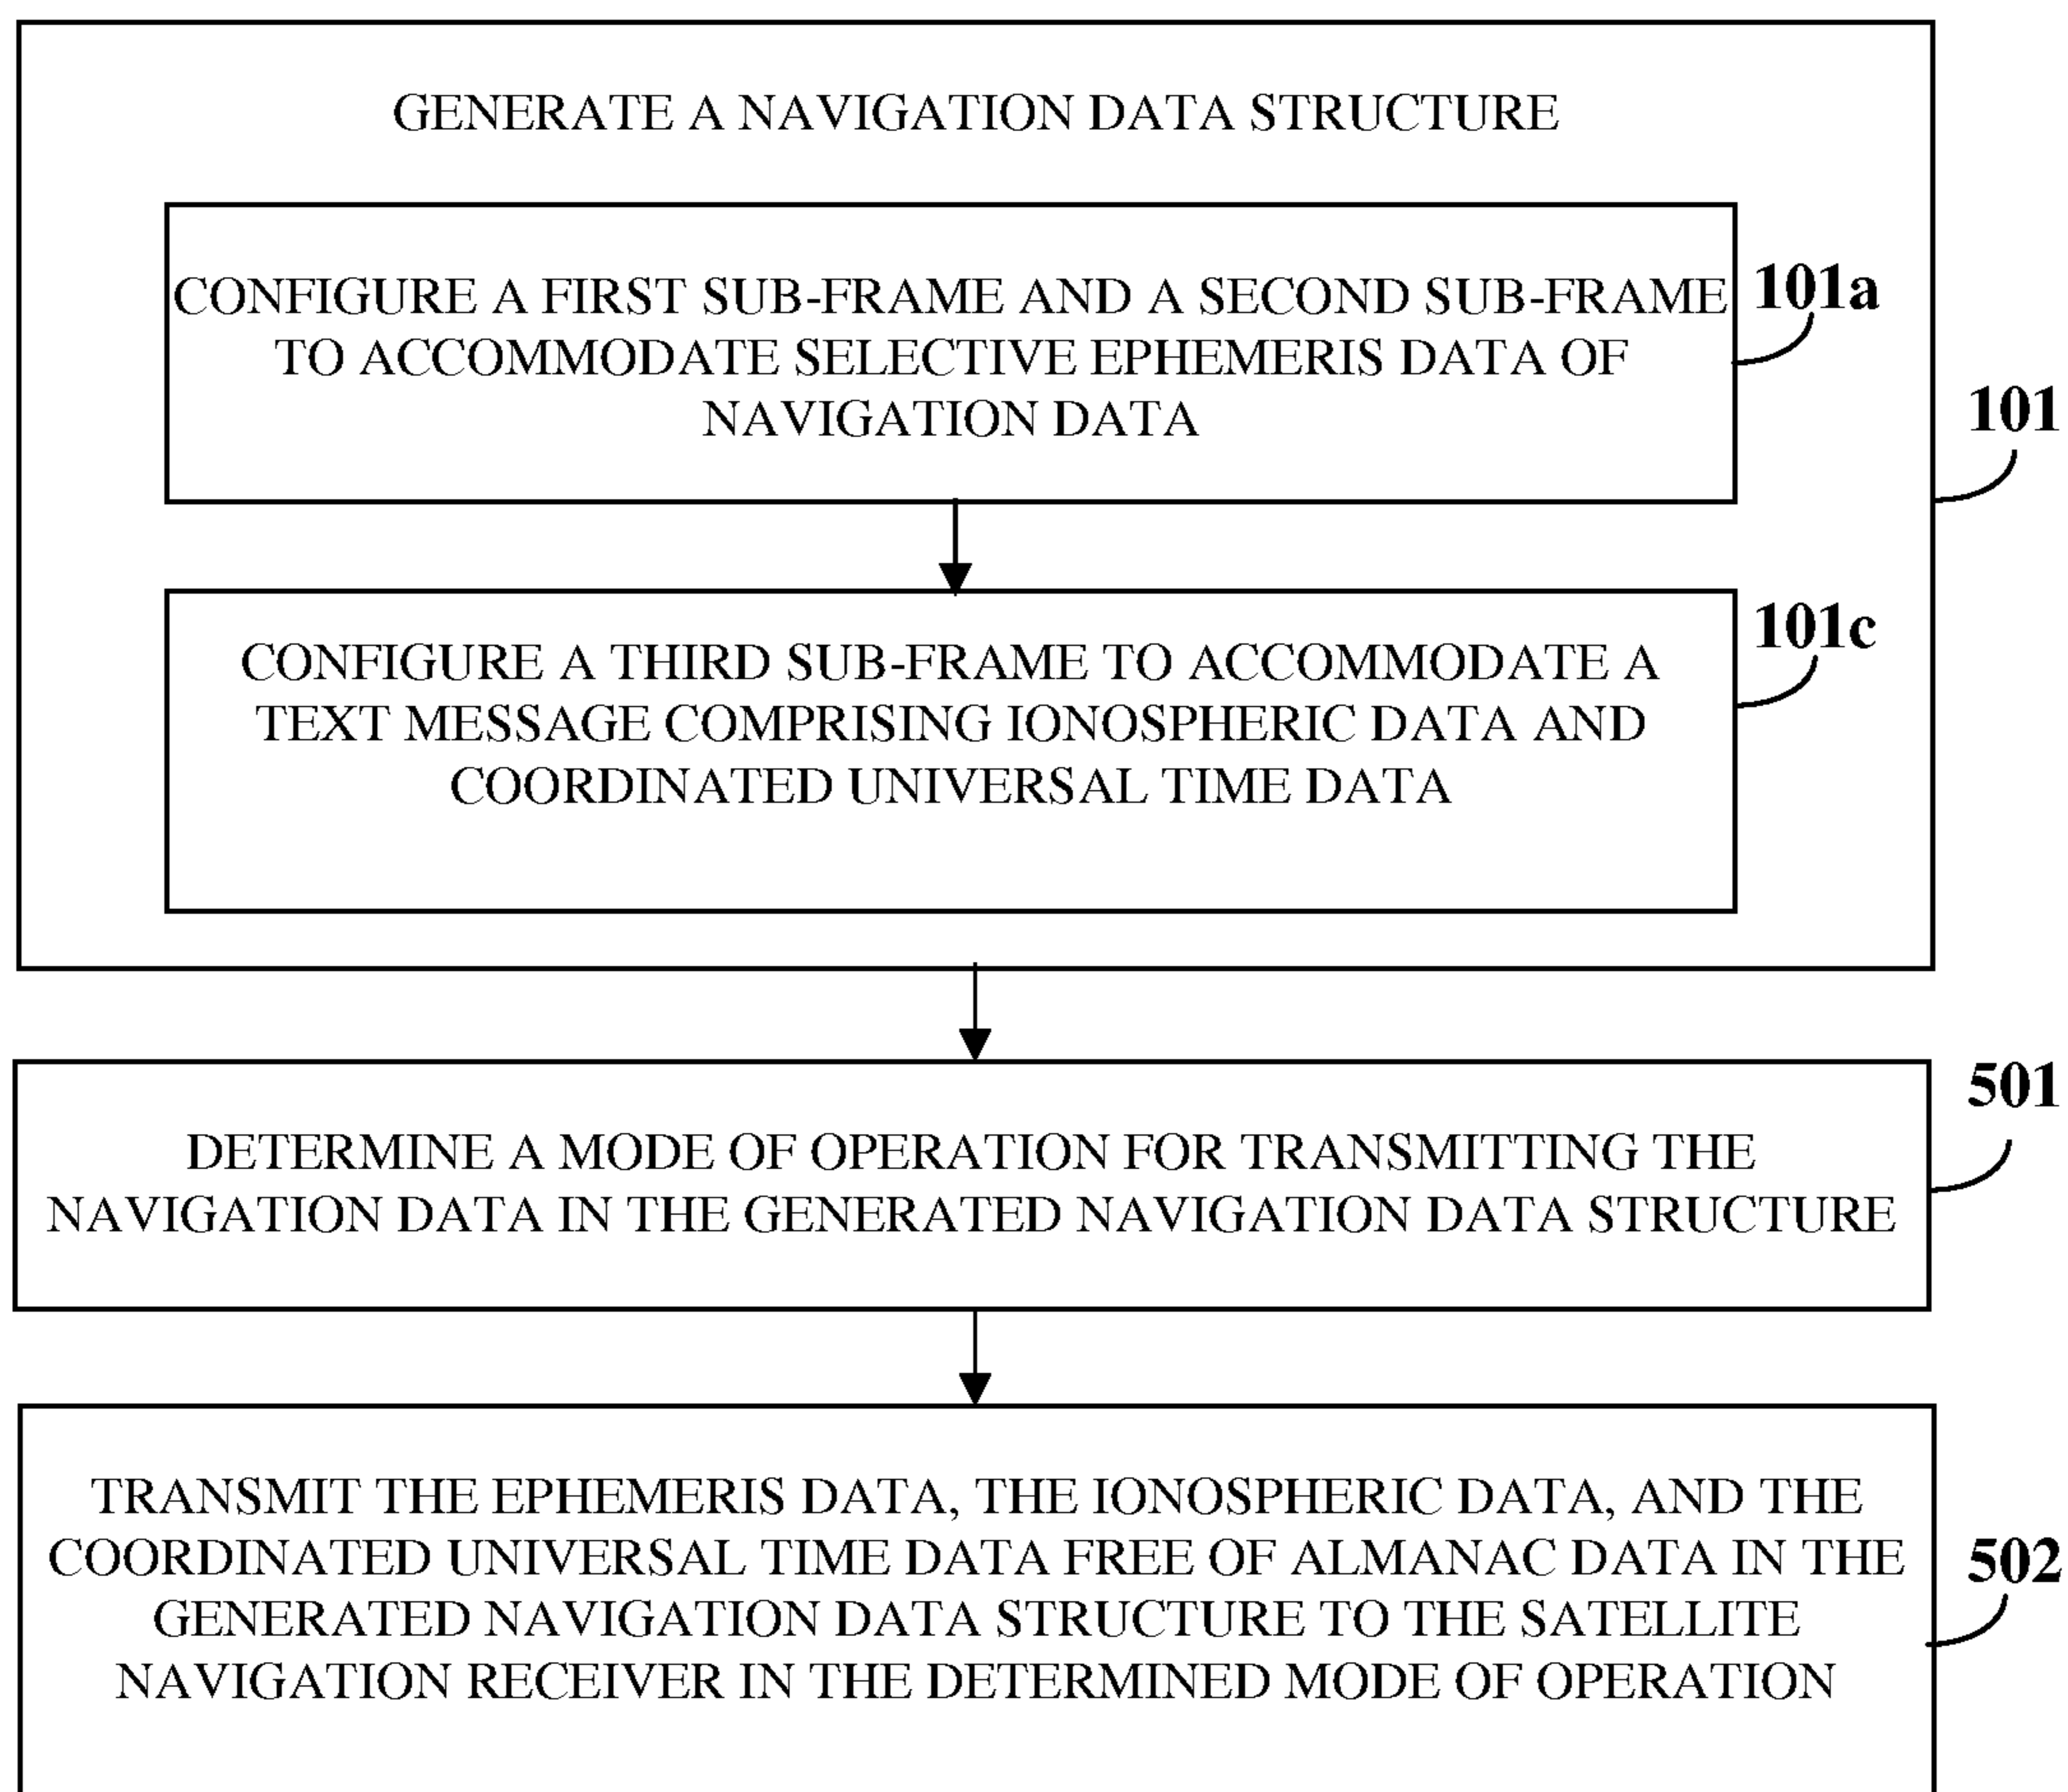 GENERATE A NAVIGATION DATA STRUCTURE
CONFIGURE A FIRST SUB-FRAME AND A SECOND SUB-FRAME
TO ACCOMMODATE SELECTIVE EPHEMERIS DATA OF
NAVIGATION DATA
101a
101
CONFIGURE A THIRD SUB-FRAME TO ACCOMMODATE A
TEXT MESSAGE COMPRISING IONOSPHERIC DATA AND
COORDINATED UNIVERSAL TIME DATA
101c
DETERMINE A MODE OF OPERATION FOR TRANSMITTING THE
NAVIGATION DATA IN THE GENERATED NAVIGATION DATA STRUCTURE
501
TRANSMIT THE EPHEMERIS DATA, THE IONOSPHERIC DATA, AND THE
COORDINATED UNIVERSAL TIME DATA FREE OF ALMANAC DATA IN THE
GENERATED NAVIGATION DATA STRUCTURE TO THE SATELLITE
NAVIGATION RECEIVER IN THE DETERMINED MODE OF OPERATION
502